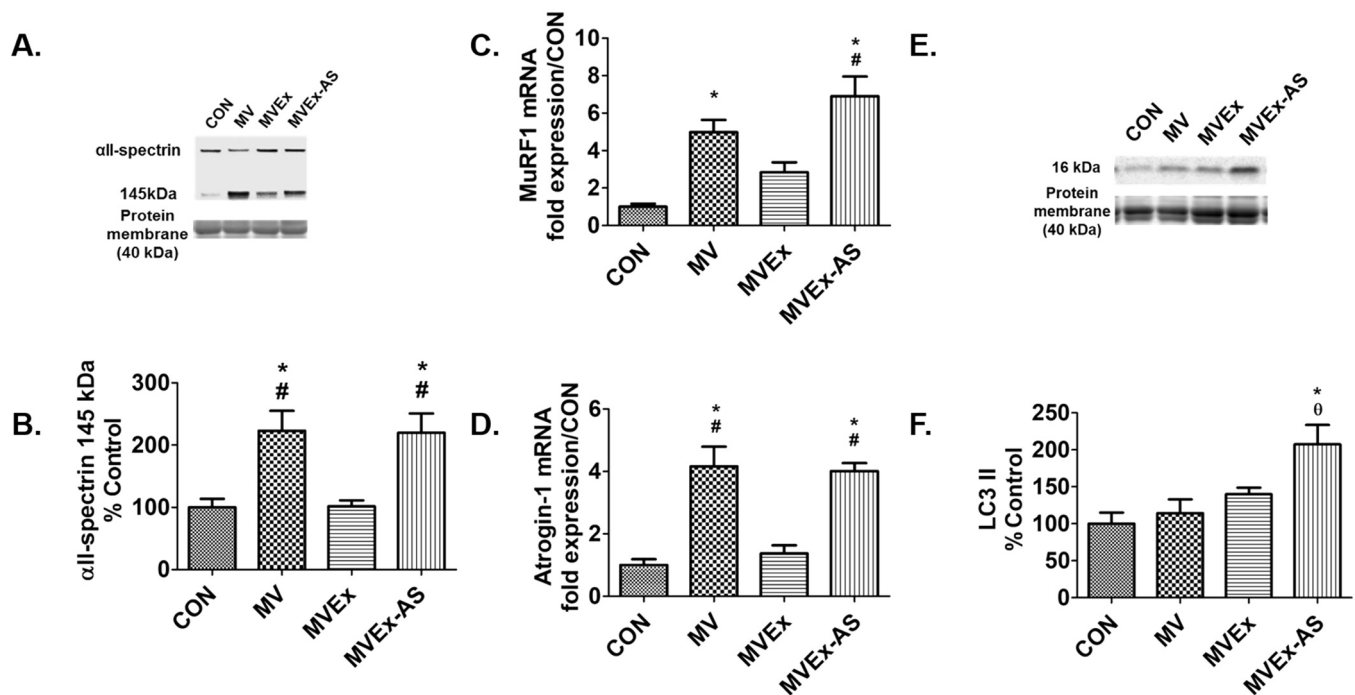 A.
CON
MV
MVEx
MVEx-AS
αII-spectrin
145kDa
Protein
membrane
(40 kDa)
B.
αII-spectrin 145 kDa
% Control
300
200
100
0
*
#
*
#
CON
MV
MVEx
MVEx-AS
C.
MuRF1 mRNA
fold expression/CON
10
8
6
4
2
0
*
*
#
CON
MV
MVEx
MVEx-AS
D.
Atrogin-1 mRNA
fold expression/CON
6
4
2
0
*
#
*
#
CON
MV
MVEx
MVEx-AS
E.
CON
MV
MVEx
MVEx-AS
16 kDa
Protein
membrane
(40 kDa)
F.
LC3 II
% Control
250
200
150
100
50
0
*
θ
CON
MV
MVEx
MVEx-AS